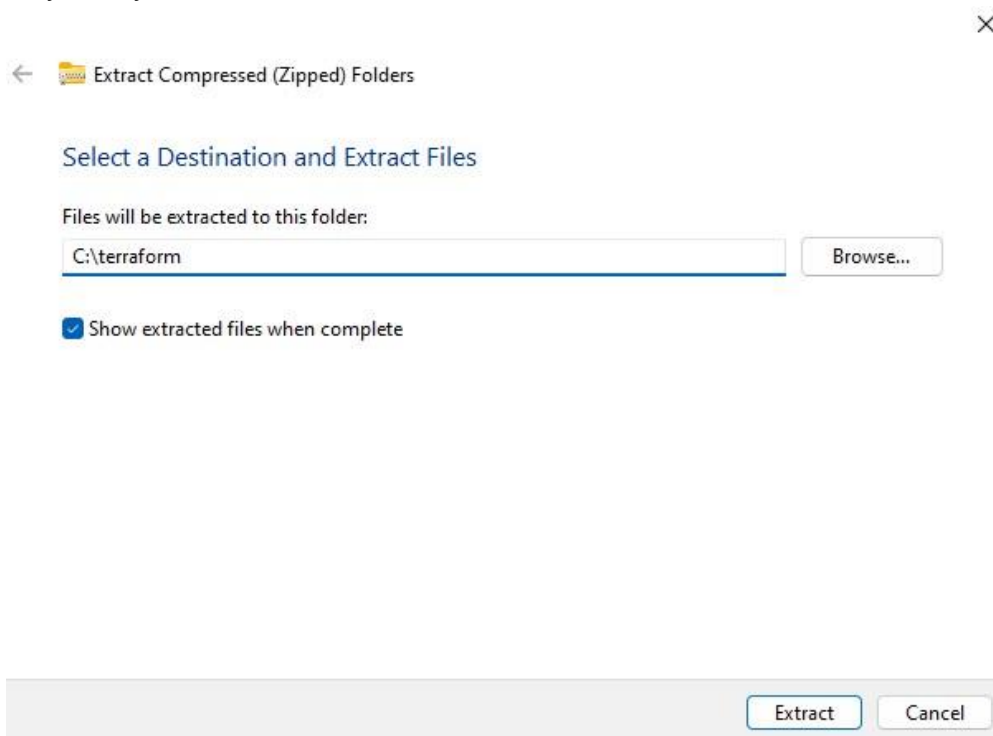 Extract Compressed (Zipped) Folders
Select a Destination and Extract Files
Files will be extracted to this folder:
C:\terraform
Browse...
Show extracted files when complete
Extract
Cancel